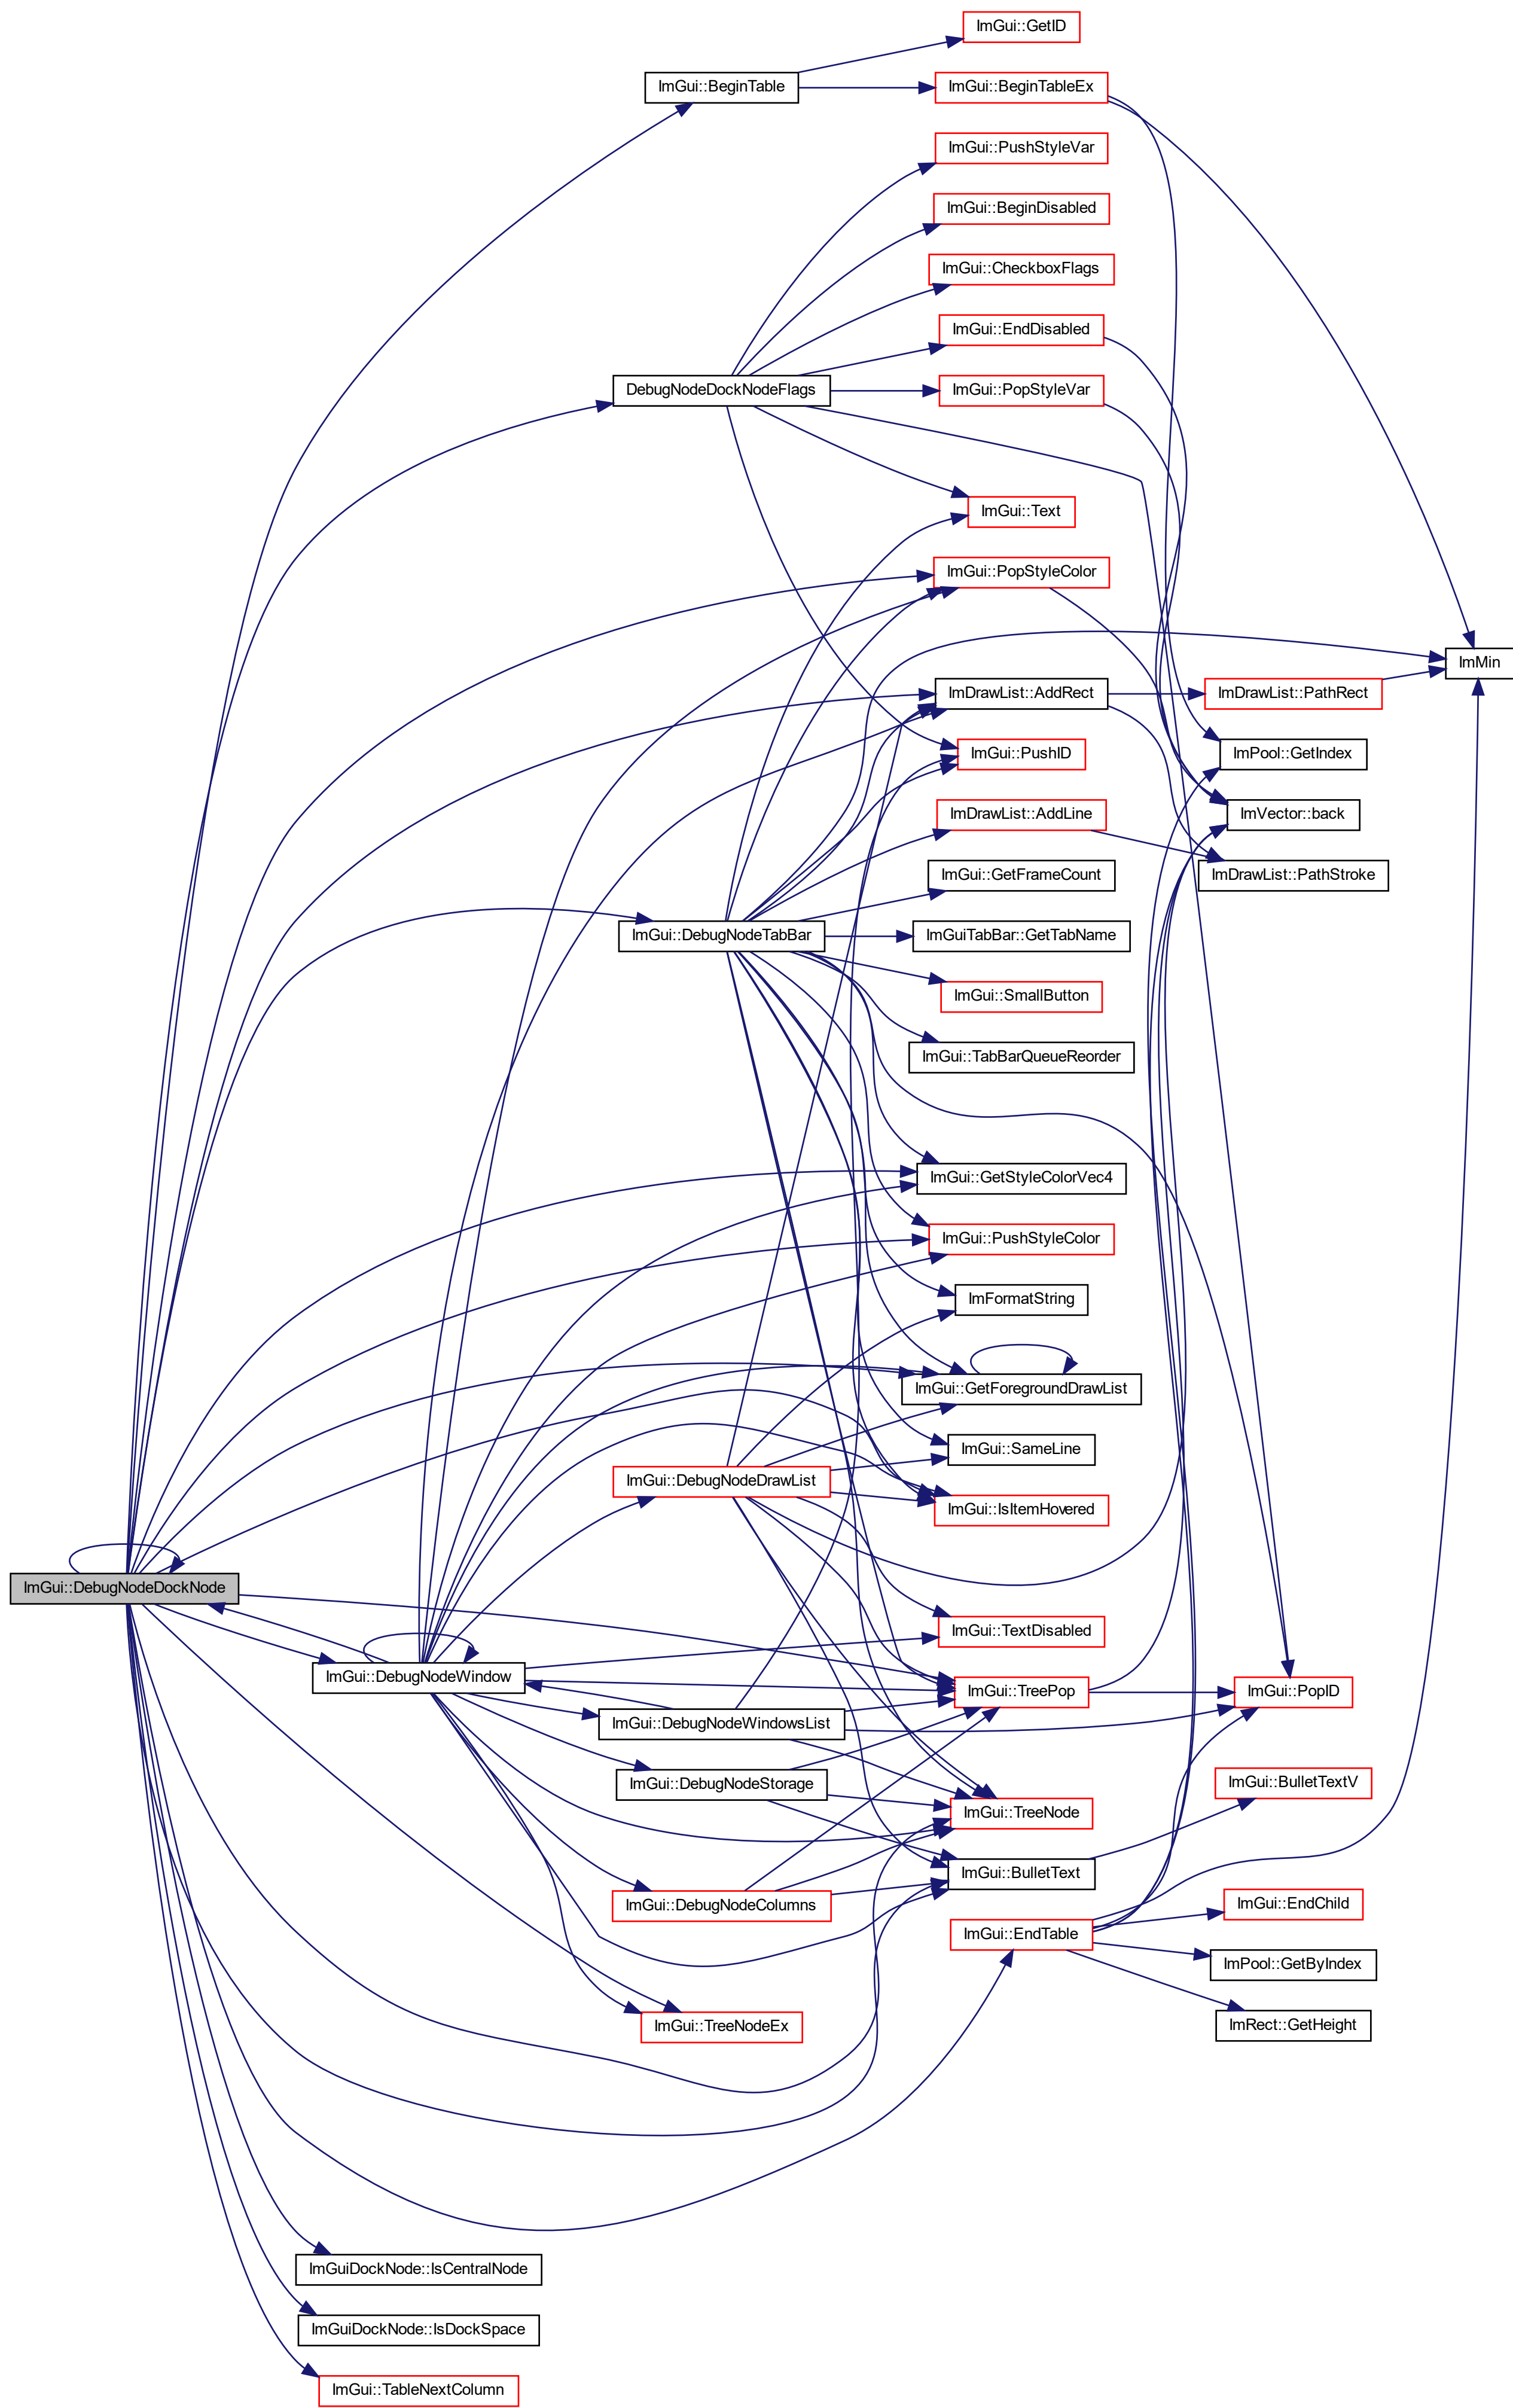 ImGui::GetID
ImGui::BeginTable
ImGui::BeginTableEx
ImGui::PushStyleVar
ImGui::BeginDisabled
ImGui::CheckboxFlags
ImGui::EndDisabled
DebugNodeDockNodeFlags
ImGui::PopStyleVar
ImGui::Text
ImGui::PopStyleColor
ImMin
ImDrawList::AddRect
ImDrawList::PathRect
ImGui::PushID
ImPool::GetIndex
ImDrawList::AddLine
ImVector::back
ImGui::GetFrameCount
ImDrawList::PathStroke
ImGui::DebugNodeTabBar
ImGuiTabBar::GetTabName
ImGui::SmallButton
ImGui::TabBarQueueReorder
ImGui::GetStyleColorVec4
ImGui::PushStyleColor
ImFormatString
ImGui::GetForegroundDrawList
ImGui::SameLine
ImGui::DebugNodeDrawList
ImGui::IsItemHovered
ImGui::DebugNodeDockNode
ImGui::TextDisabled
ImGui::DebugNodeWindow
ImGui::TreePop
ImGui::PopID
ImGui::DebugNodeWindowsList
ImGui::DebugNodeStorage
ImGui::BulletTextV
ImGui::TreeNode
ImGui::BulletText
ImGui::DebugNodeColumns
ImGui::EndChild
ImGui::EndTable
ImPool::GetByIndex
ImGui::TreeNodeEx
ImRect::GetHeight
ImGuiDockNode::IsCentralNode
ImGuiDockNode::IsDockSpace
ImGui::TableNextColumn